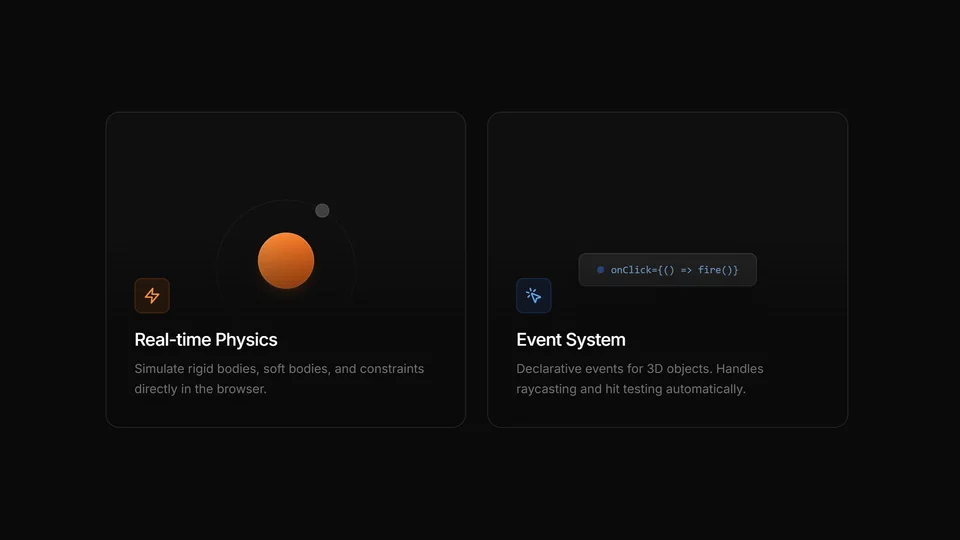 Real-time Physics
Simulate rigid bodies, soft bodies, and constraints
directly in the browser.
onClick={() => fire()}
Event System
Declarative events for 3D objects. Handles
raycasting and hit testing automatically.